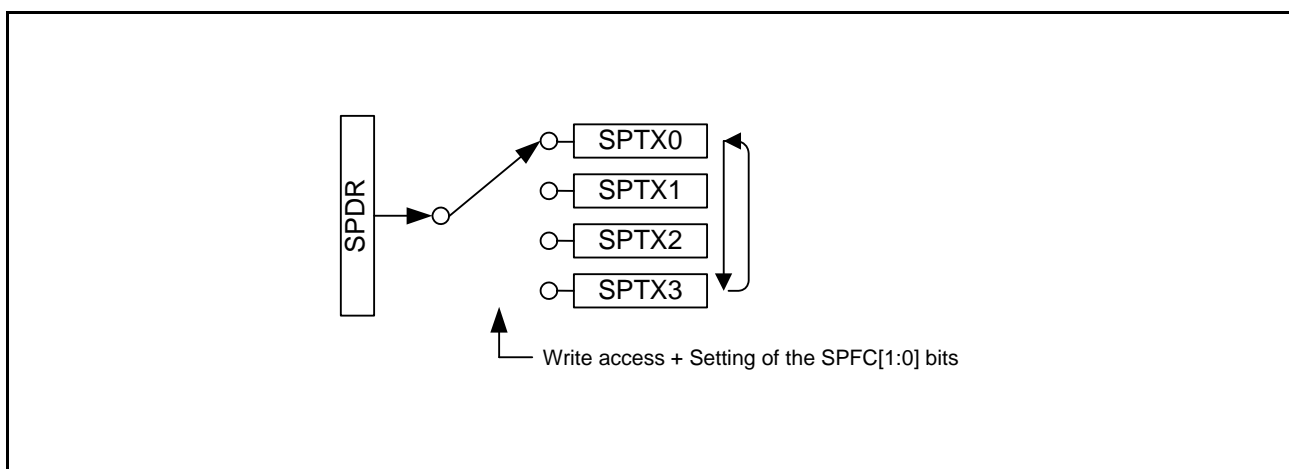 SPDR
SPTX0
SPTX1
SPTX2
SPTX3
Write access + Setting of the SPFC[1:0] bits